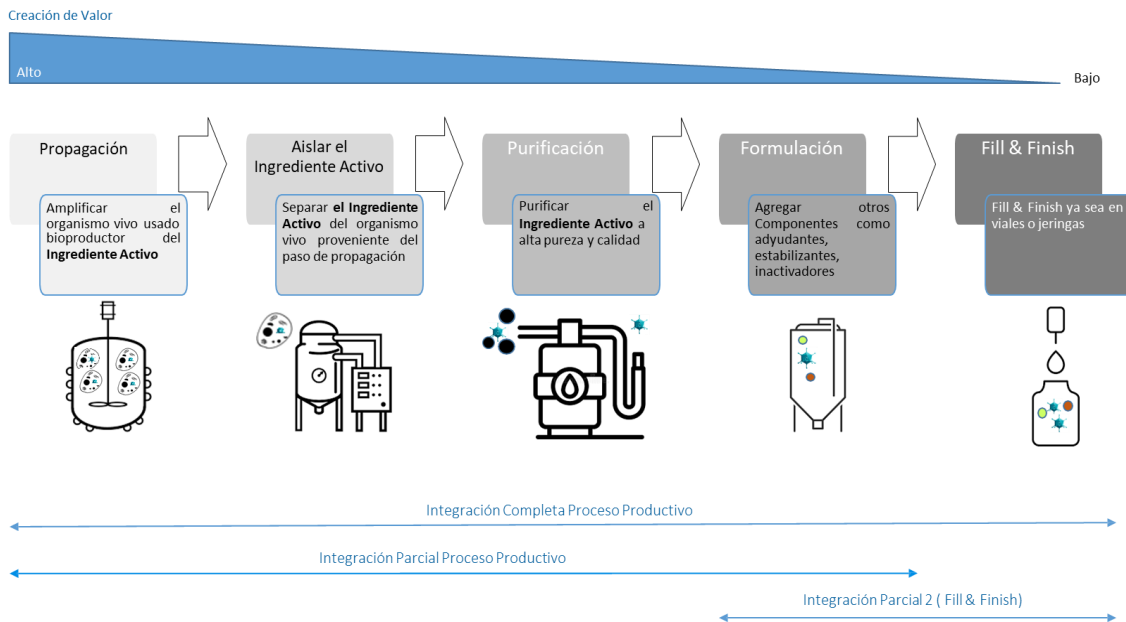 Creación de Valor
Alto
Bajo
Propagación
Amplificar el
organismo vivo usado
bioproductor del
Ingrediente Activo
Aislar el
Ingrediente Activo
Separar el Ingrediente
Activo del organismo
vivo proveniente del
paso de propagación
Purificación
Purificar el
Ingrediente Activo a
alta pureza y calidad
Formulación
Agregar otros
Componentes como
adyudantes,
estabilizantes,
inactivadores
Fill & Finish
Fill & Finish ya sea en
viales o jeringas
Integración Completa Proceso Productivo
Integración Parcial Proceso Productivo
Integración Parcial 2 ( Fill & Finish)